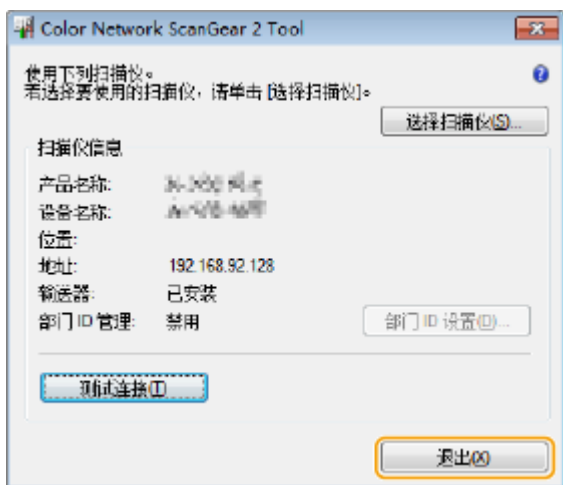 Color Network ScanGear 2 Tool
使用下列扫描仪。
若选择要使用的扫描仪，请单击 [选择扫描仪]。
选择扫描仪(S)...
扫描仪信息
产品名称:
设备名称:
位置:
地址: 192.168.92.128
输送器: 已安装
部门 ID 管理: 禁用
部门 ID 设置(D)...
测试连接(T)
退出(X)